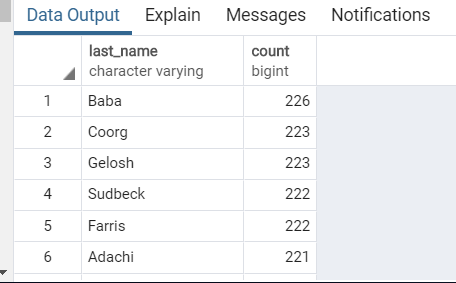 Data Output Explain Messages Notifications
last_name count
character varying bigint
1 Baba 226
2 Coorg 223
3 Gelosh 223
4 Sudbeck 222
5 Farris 222
6 Adachi 221